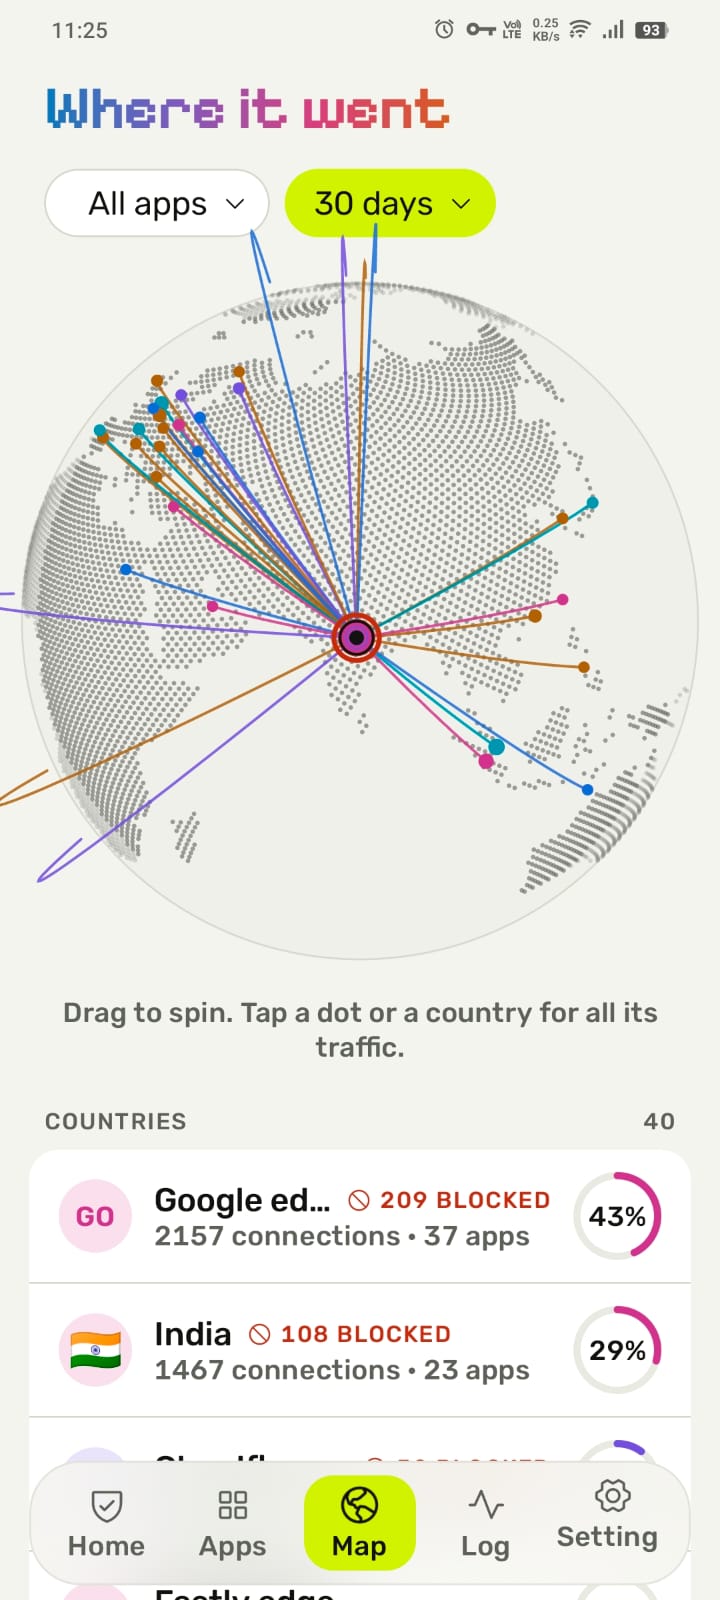 11:25
Vo) LTE
0.25 KB/s
93
Where it went
All apps
30 days
Drag to spin. Tap a dot or a country for all its
traffic.
COUNTRIES 40
GO
Google ed... 209 BLOCKED
2157 connections • 37 apps
43%
India 108 BLOCKED
1467 connections • 23 apps
29%
Home
Apps
Map
Log
Setting